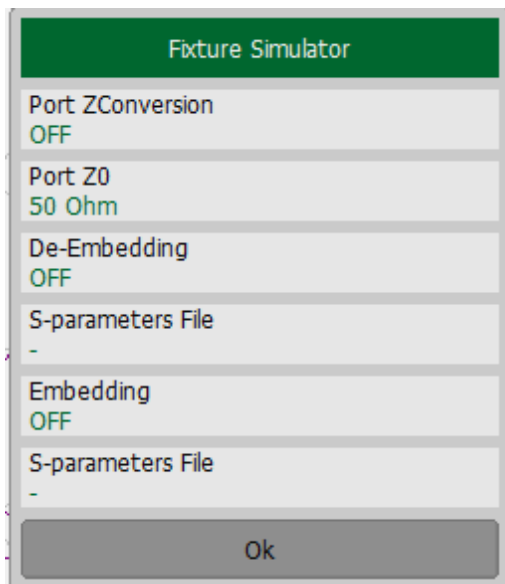 Fixture Simulator
Port ZConversion
OFF
Port Z0
50 Ohm
De-Embedding
OFF
S-parameters File
-
Embedding
OFF
S-parameters File
-
Ok